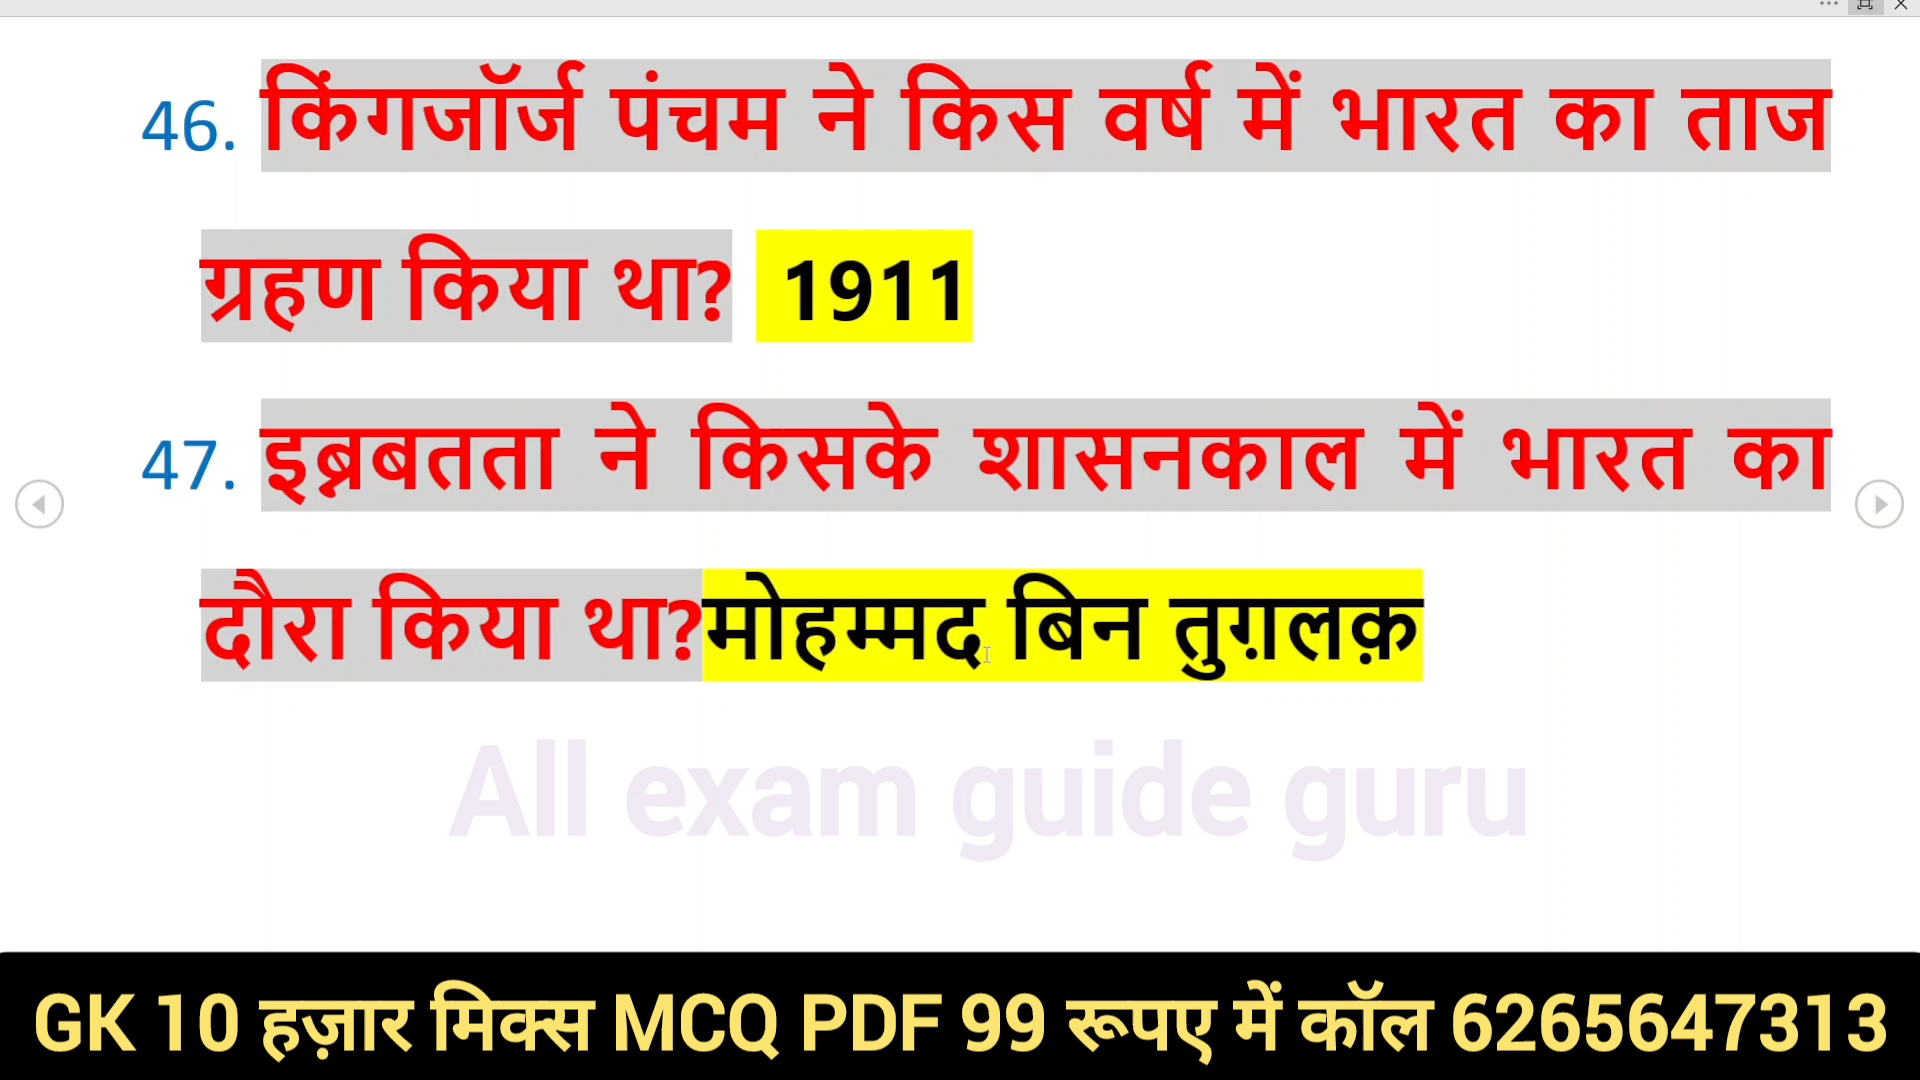 46. किंगजॉर्ज पंचम ने किस वर्ष में भारत का ताज
ग्रहण किया था? 1911
47. इब्नबतता ने किसके शासनकाल में भारत का
दौरा किया था?मोहम्मद बिन तुग़लक़
All exam guide guru
GK 10 हज़ार मिक्स MCQ PDF 99 रूपए में कॉल 6265647313